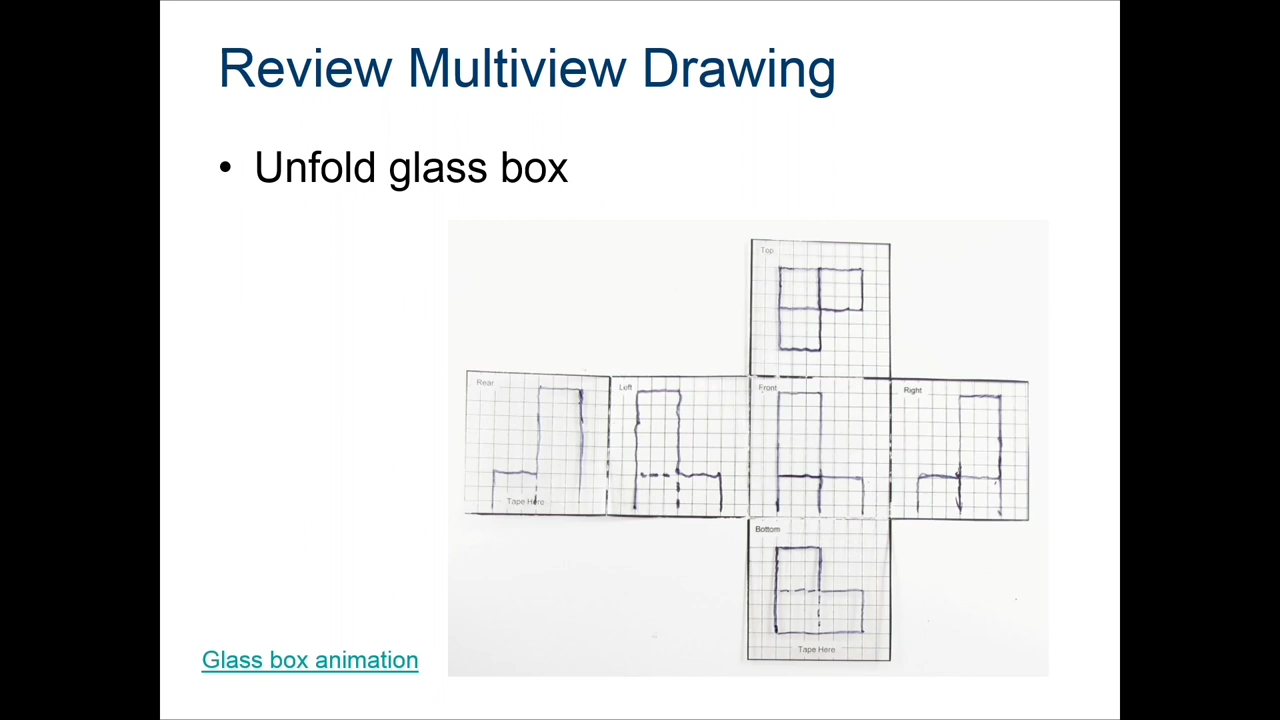 Review Multiview Drawing
• Unfold glass box
Top
Rear
Left
Front
Right
Tape Here
Bottom
Tape Here
Glass box animation